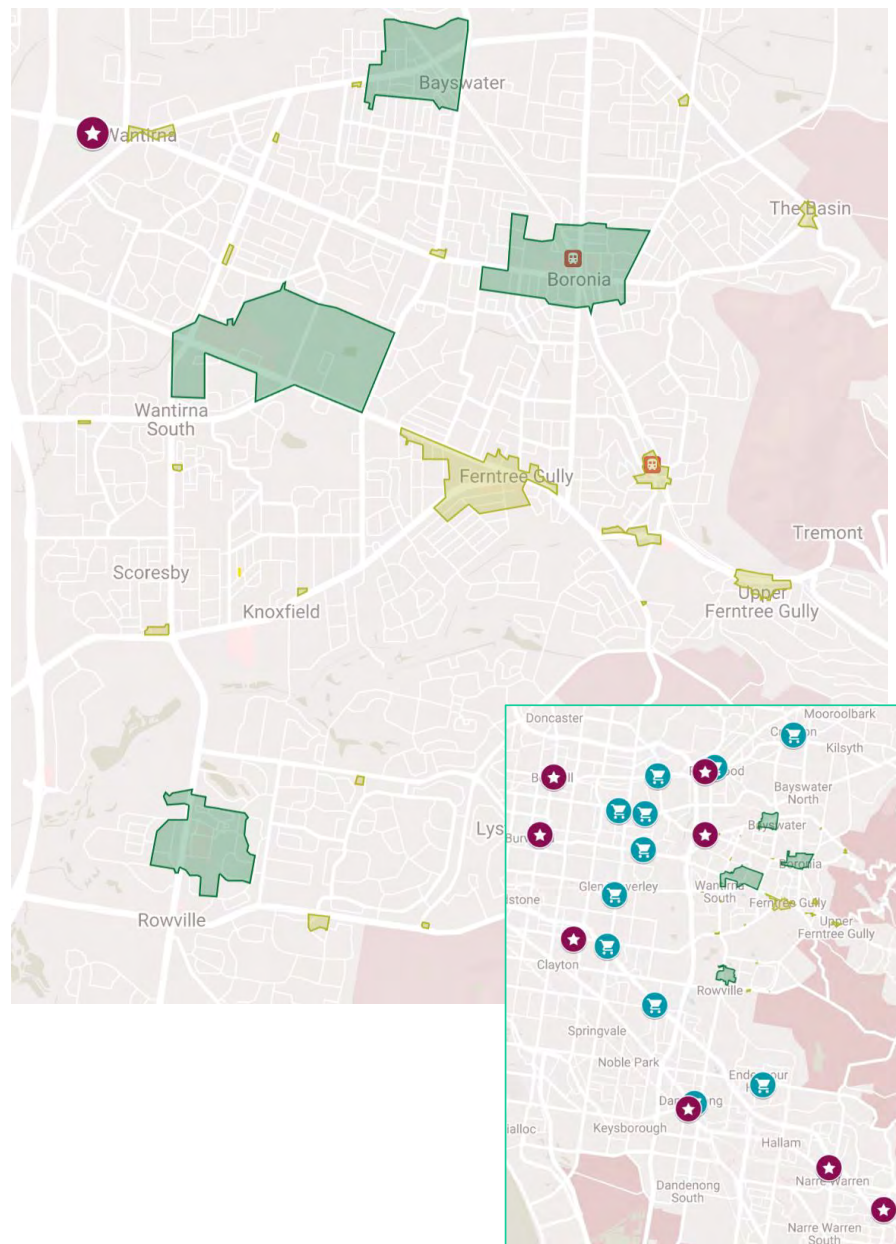 Bayswater
Wantirna
The Basin
Boronia
Wantirna
South
Ferntree Gully
Tremont
Scoresby
Knoxfield
Upper
Ferntree Gully
Lys
Rowville
Doncaster
Mooroolbark
Kilsyth
Bayswater
North
Bayswater
Boronia
Wantirna
South
Glen Waverley
Ferntree Gully
Upper
Ferntree Gully
Clayton
Rowville
Springvale
Noble Park
Keysborough
Hallam
Narre Warren
Dandenong
South
Narre Warren
South